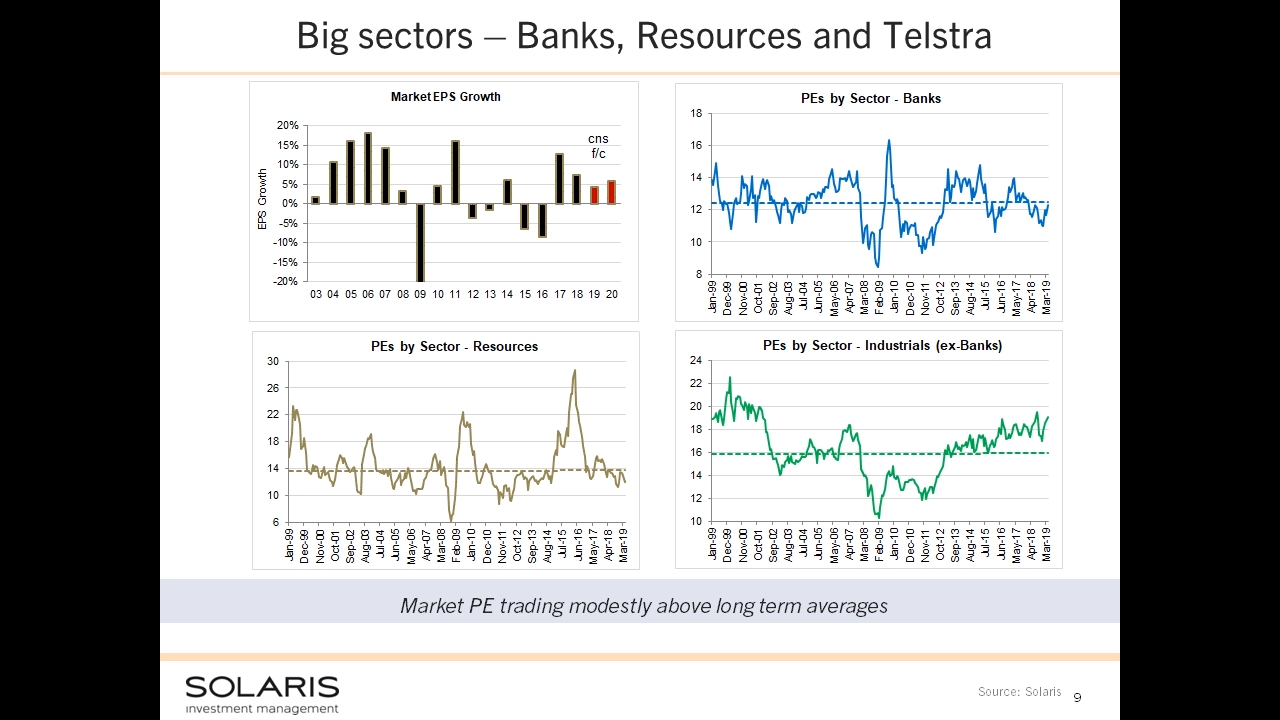 Big sectors – Banks, Resources and Telstra
Market EPS Growth
20%
15%
10%
5%
0%
-5%
-10%
-15%
-20%
EPS Growth
cns
f/c
03 04 05 06 07 08 09 10 11 12 13 14 15 16 17 18 19 20
PEs by Sector - Banks
18
16
14
12
10
8
Jan-99 Dec-99 Nov-00 Oct-01 Sep-02 Aug-03 Jul-04 Jun-05 May-06 Apr-07 Mar-08 Feb-09 Jan-10 Dec-10 Nov-11 Oct-12 Sep-13 Aug-14 Jul-15 Jun-16 May-17 Apr-18 Mar-19
PEs by Sector - Resources
30
26
22
18
14
10
6
Jan-99 Dec-99 Nov-00 Oct-01 Sep-02 Aug-03 Jul-04 Jun-05 May-06 Apr-07 Mar-08 Feb-09 Jan-10 Dec-10 Nov-11 Oct-12 Sep-13 Aug-14 Jul-15 Jun-16 May-17 Apr-18 Mar-19
PEs by Sector - Industrials (ex-Banks)
24
22
20
18
16
14
12
10
Jan-99 Dec-99 Nov-00 Oct-01 Sep-02 Aug-03 Jul-04 Jun-05 May-06 Apr-07 Mar-08 Feb-09 Jan-10 Dec-10 Nov-11 Oct-12 Sep-13 Aug-14 Jul-15 Jun-16 May-17 Apr-18 Mar-19
Market PE trading modestly above long term averages
SOLARIS
investment management
Source: Solaris
9